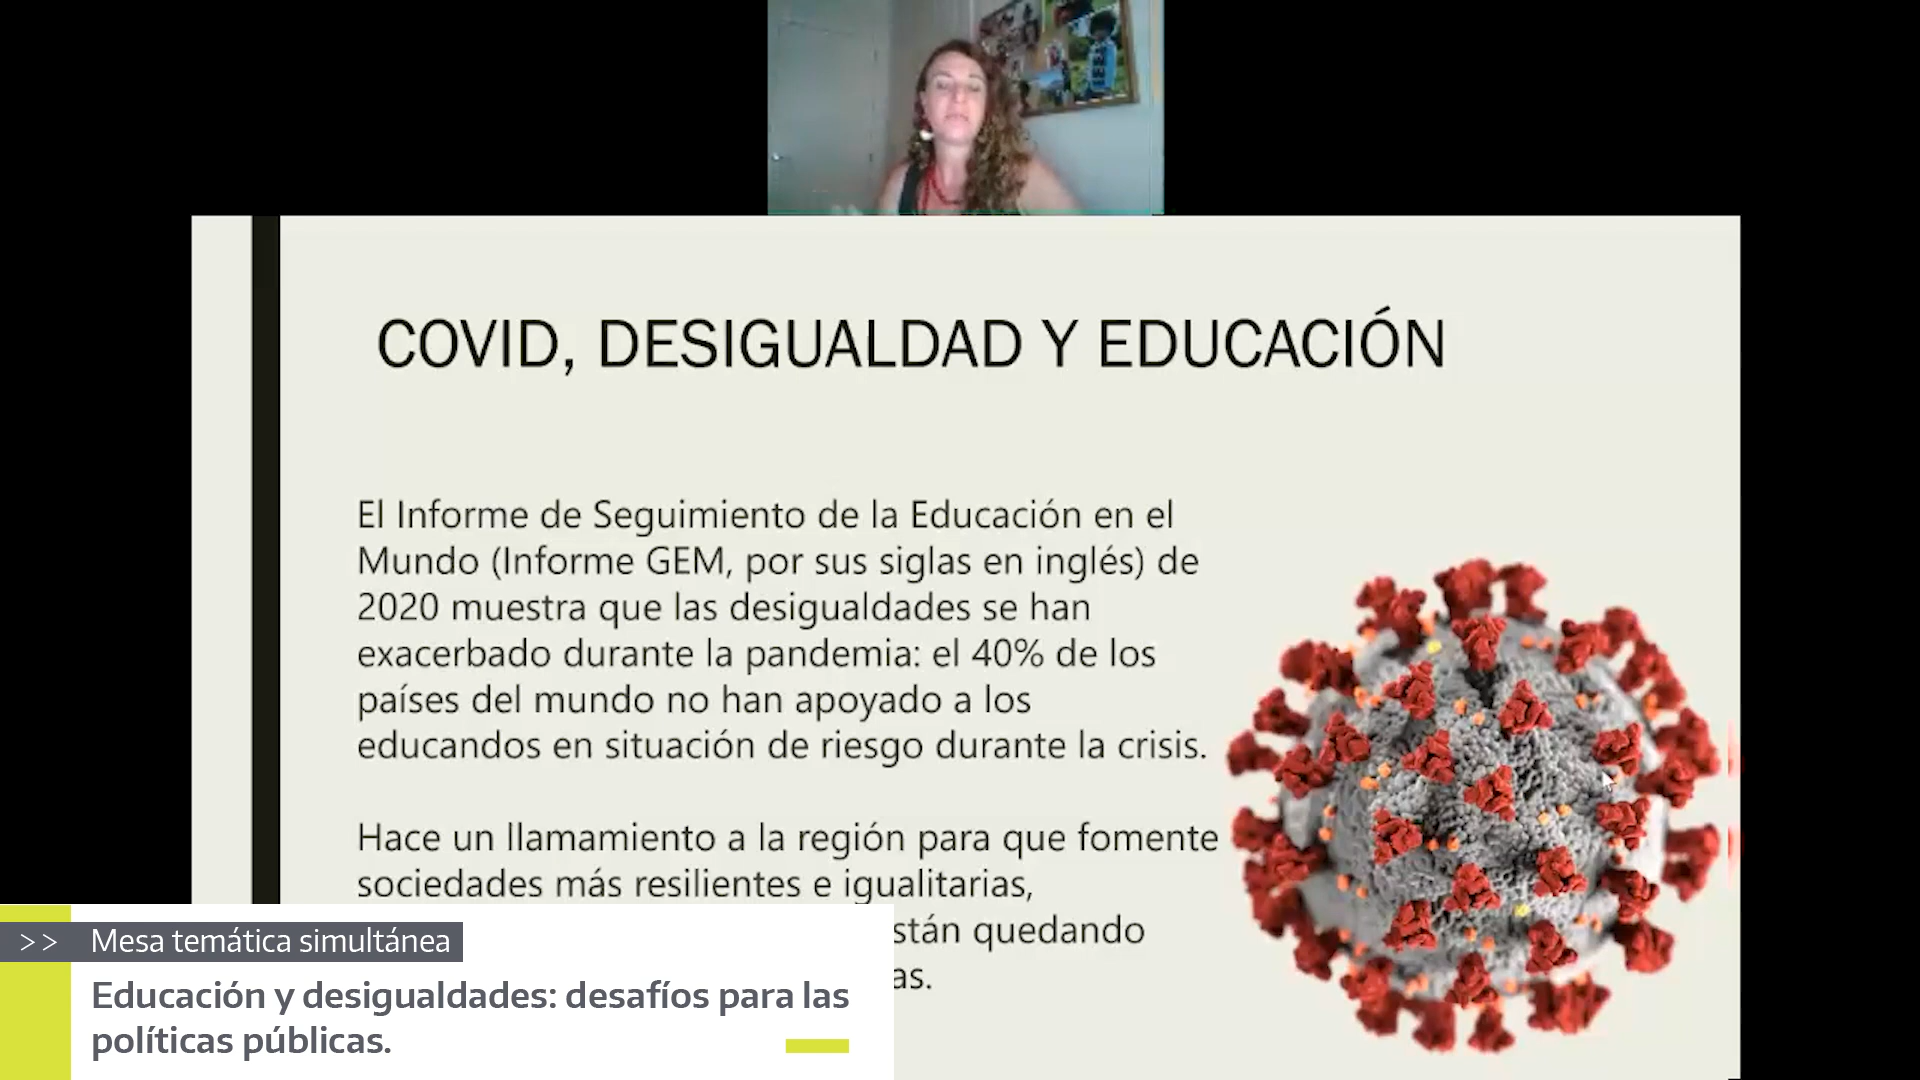 COVID, DESIGUALDAD Y EDUCACIÓN
El Informe de Seguimiento de la Educación en el
Mundo (Informe GEM, por sus siglas en inglés) de
2020 muestra que las desigualdades se han
exacerbado durante la pandemia: el 40% de los
países del mundo no han apoyado a los
educandos en situación de riesgo durante la crisis.
Hace un llamamiento a la región para que fomente
sociedades más resilientes e igualitarias,
stán quedando
as.
>> Mesa temática simultánea
Educación y desigualdades: desafíos para las
políticas públicas.